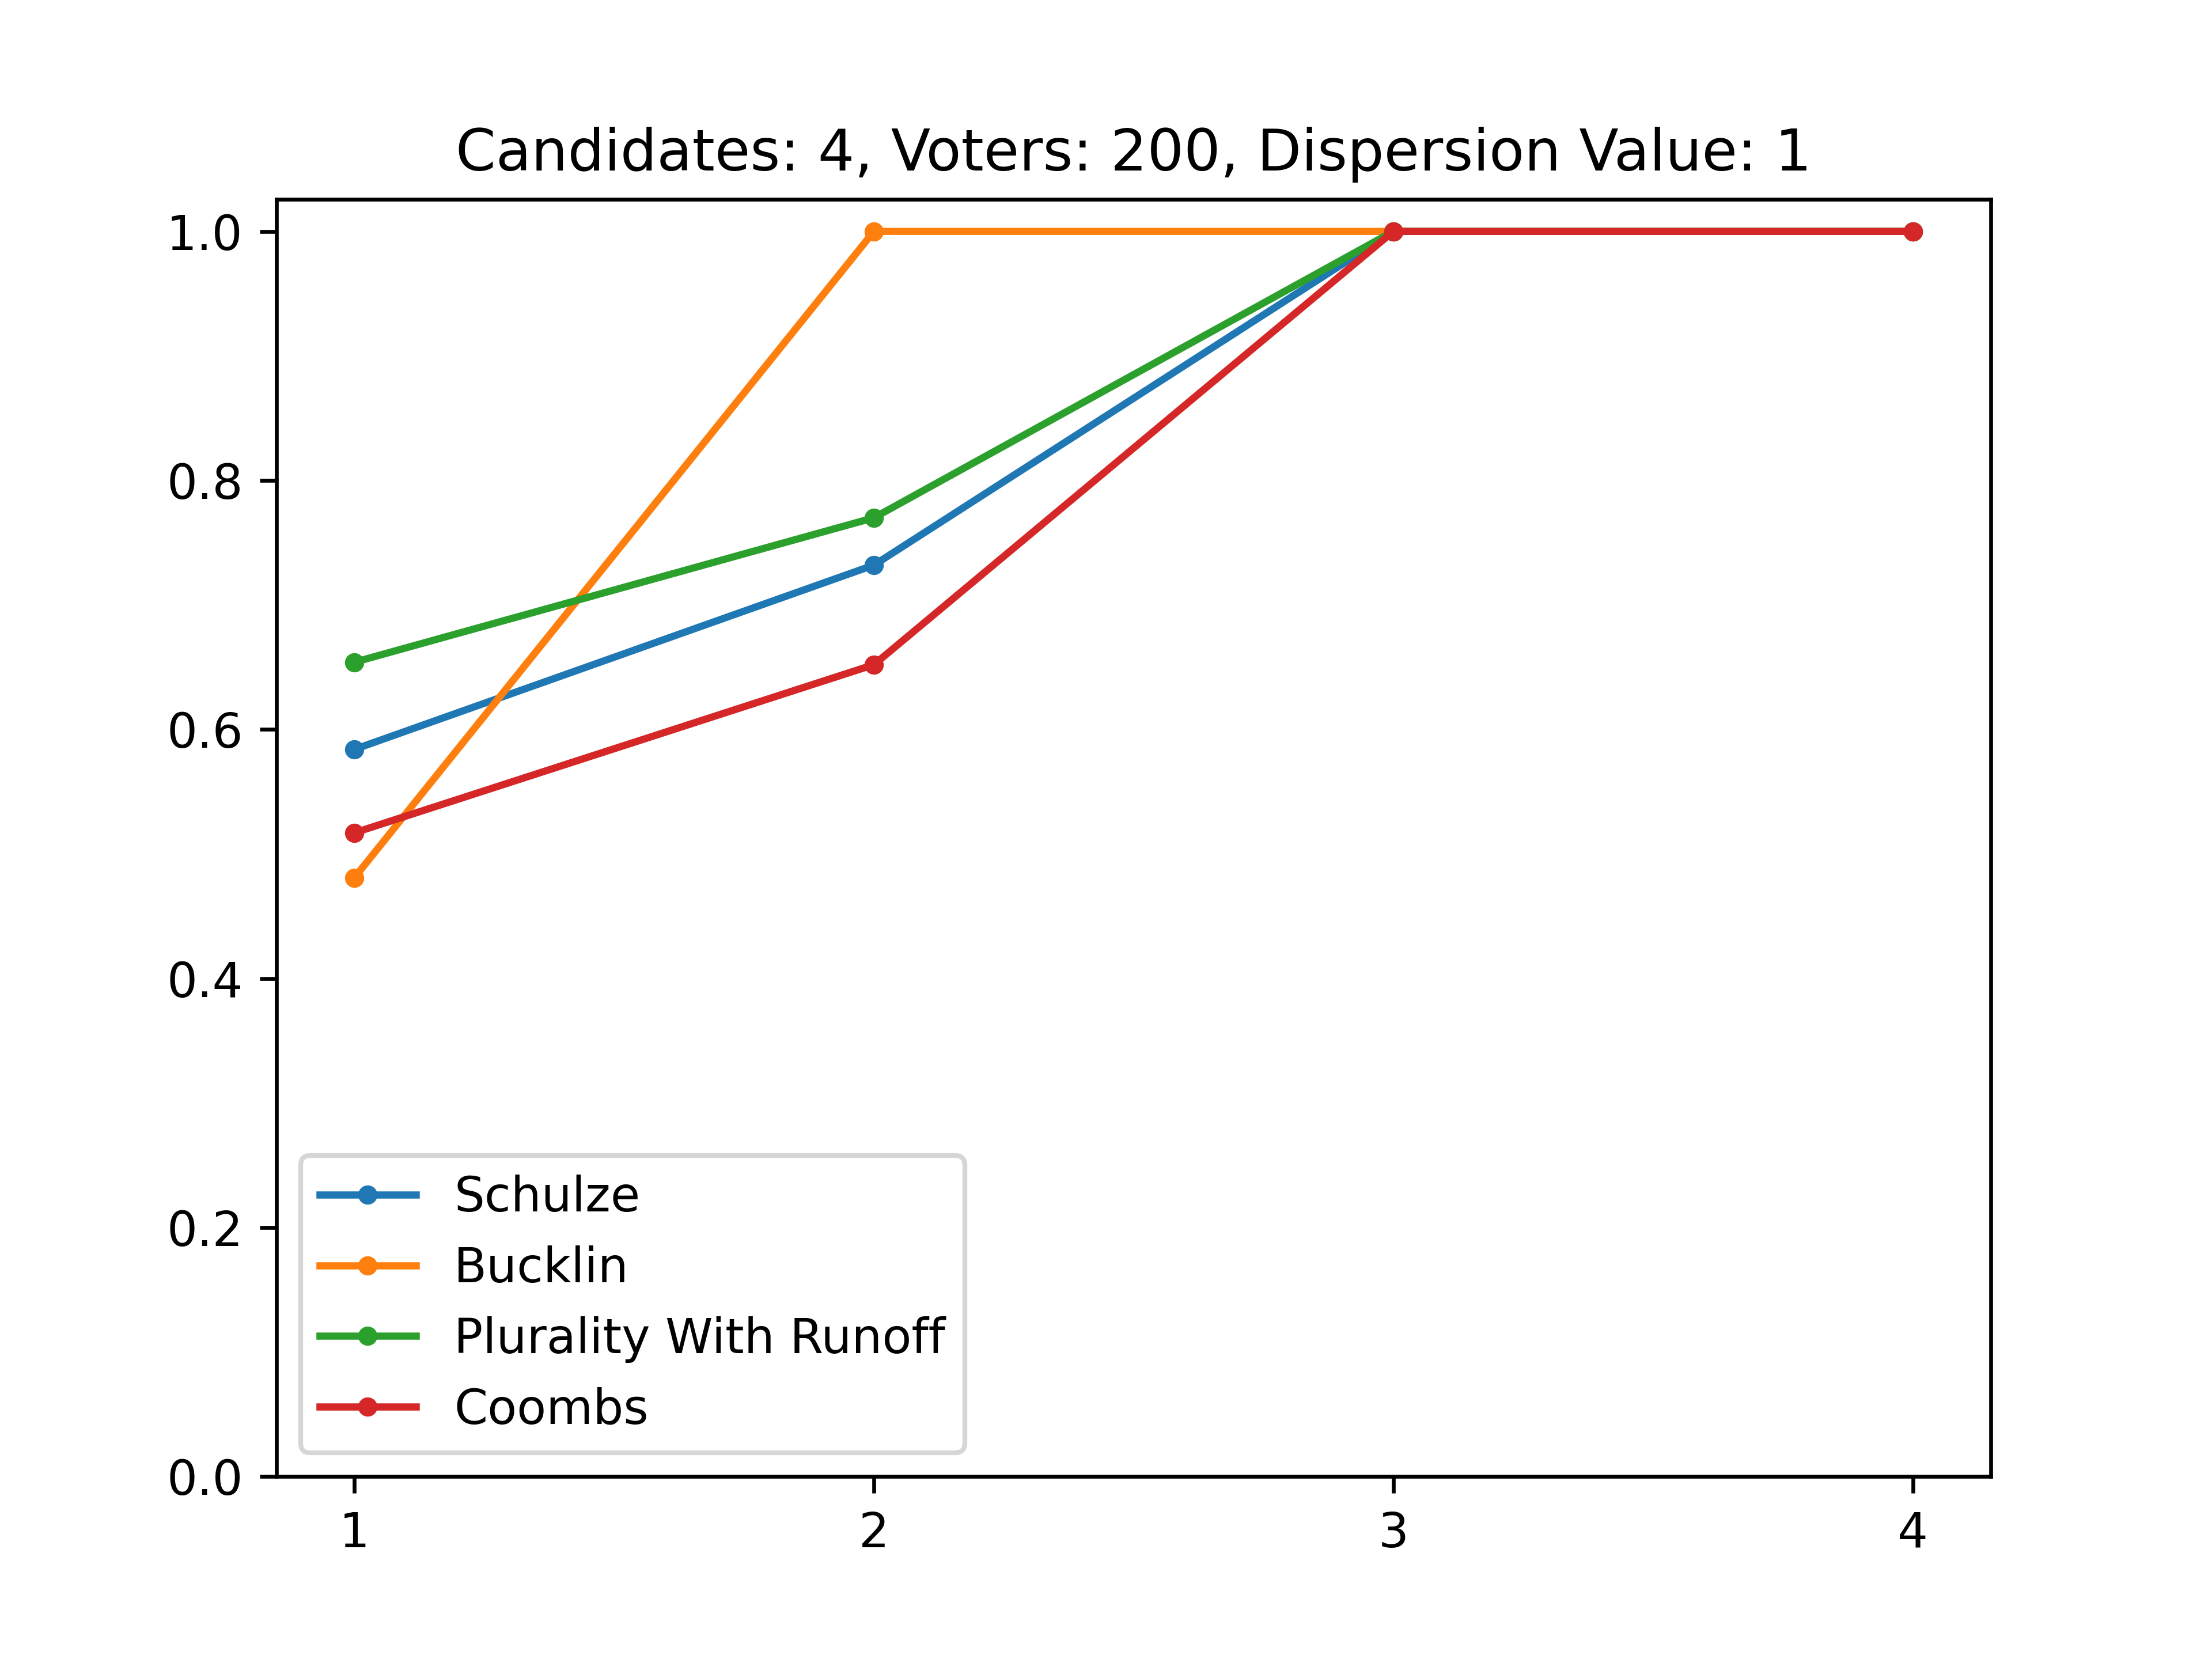 Candidates: 4, Voters: 200, Dispersion Value: 1
1.0
0.8
0.6
0.4
0.2
0.0
Schulze
Bucklin
Plurality With Runoff
Coombs
1 2 3 4